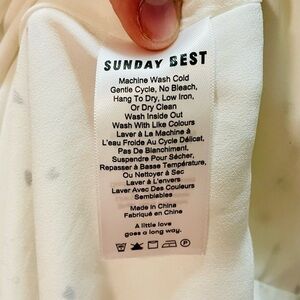 SUNDAY BEST
Machine Wash Cold
Gentle Cycle, No Bleach,
Hang To Dry, Low Iron,
Or Dry Clean
Wash Inside Out
Wash With Like Colours
Laver À La Machine à
L'eau Froide Au Cycle Délicat,
Pas De Blanchiment,
Suspendre Pour Sécher,
Repasser à Basse Température,
Ou Nettoyer à Sec
Laver À L'envers
Laver Avec Des Couleurs
Semblables
Made in China
Fabriqué en Chine
A little love
goes a long way.